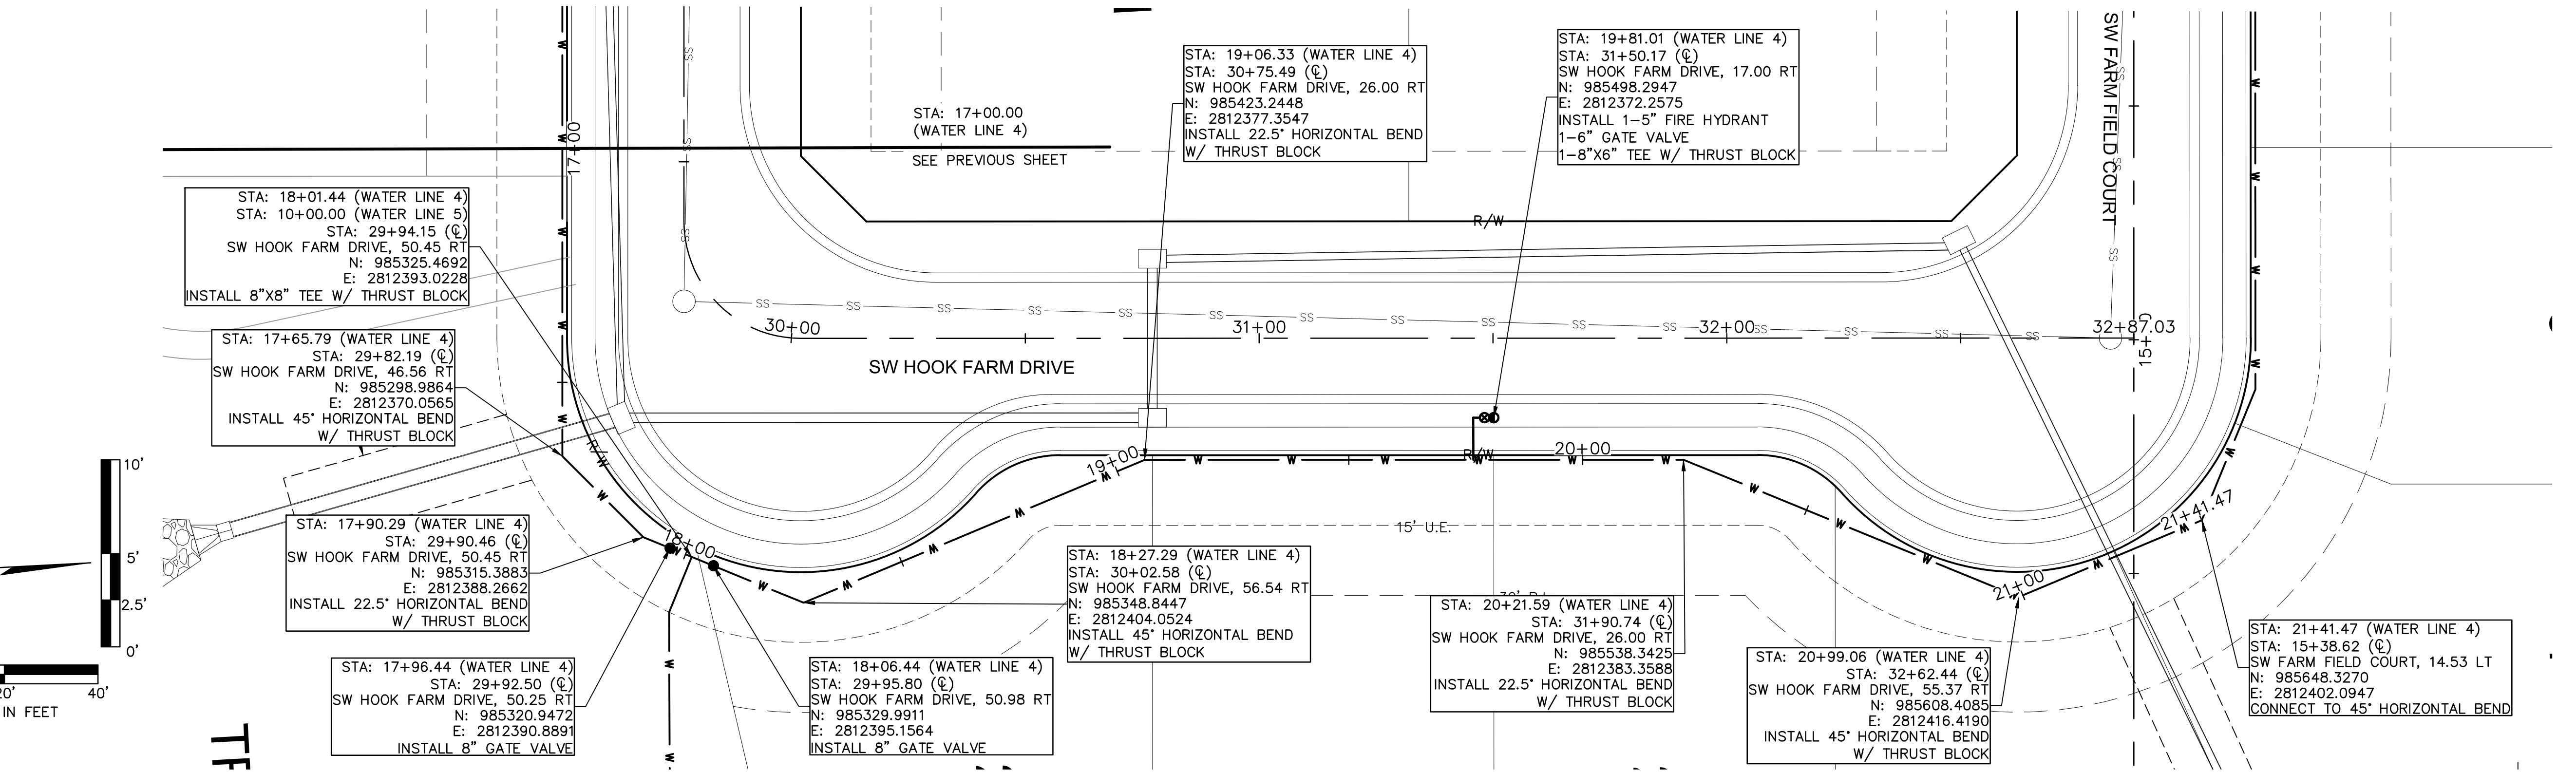 STA: 17+00.00
(WATER LINE 4)
SEE PREVIOUS SHEET
STA: 19+06.33 (WATER LINE 4)
STA: 30+75.49 (℄)
SW HOOK FARM DRIVE, 26.00 RT
N: 985423.2448
E: 2812377.3547
INSTALL 22.5° HORIZONTAL BEND
W/ THRUST BLOCK
STA: 19+81.01 (WATER LINE 4)
STA: 31+50.17 (℄)
SW HOOK FARM DRIVE, 17.00 RT
N: 985498.2947
E: 2812372.2575
INSTALL 1-5" FIRE HYDRANT
1-6" GATE VALVE
1-8"X6" TEE W/ THRUST BLOCK
SW FARM FIELD COURT
17+00
STA: 18+01.44 (WATER LINE 4)
STA: 10+00.00 (WATER LINE 5)
STA: 29+94.15 (℄)
SW HOOK FARM DRIVE, 50.45 RT
N: 985325.4692
E: 2812393.0228
INSTALL 8"X8" TEE W/ THRUST BLOCK
R/W
30+00
31+00
32+00
32+87.03
SW HOOK FARM DRIVE
STA: 17+65.79 (WATER LINE 4)
STA: 29+82.19 (℄)
SW HOOK FARM DRIVE, 46.56 RT
N: 985298.9864
E: 2812370.0565
INSTALL 45° HORIZONTAL BEND
W/ THRUST BLOCK
R/W
18+00
19+00
R/W
20+00
21+00
21+41.47
15' U.E.
10'
5'
2.5'
0'
40'
IN FEET
STA: 17+90.29 (WATER LINE 4)
STA: 29+90.46 (℄)
SW HOOK FARM DRIVE, 50.45 RT
N: 985315.3883
E: 2812388.2662
INSTALL 22.5° HORIZONTAL BEND
W/ THRUST BLOCK
STA: 17+96.44 (WATER LINE 4)
STA: 29+92.50 (℄)
SW HOOK FARM DRIVE, 50.25 RT
N: 985320.9472
E: 2812390.8891
INSTALL 8" GATE VALVE
STA: 18+06.44 (WATER LINE 4)
STA: 29+95.80 (℄)
SW HOOK FARM DRIVE, 50.98 RT
N: 985329.9911
E: 2812395.1564
INSTALL 8" GATE VALVE
STA: 18+27.29 (WATER LINE 4)
STA: 30+02.58 (℄)
SW HOOK FARM DRIVE, 56.54 RT
N: 985348.8447
E: 2812404.0524
INSTALL 45° HORIZONTAL BEND
W/ THRUST BLOCK
STA: 20+21.59 (WATER LINE 4)
STA: 31+90.74 (℄)
SW HOOK FARM DRIVE, 26.00 RT
N: 985538.3425
E: 2812383.3588
INSTALL 22.5° HORIZONTAL BEND
W/ THRUST BLOCK
STA: 20+99.06 (WATER LINE 4)
STA: 32+62.44 (℄)
SW HOOK FARM DRIVE, 55.37 RT
N: 985608.4085
E: 2812416.4190
INSTALL 45° HORIZONTAL BEND
W/ THRUST BLOCK
STA: 21+41.47 (WATER LINE 4)
STA: 15+38.62 (℄)
SW FARM FIELD COURT, 14.53 LT
N: 985648.3270
E: 2812402.0947
CONNECT TO 45° HORIZONTAL BEND